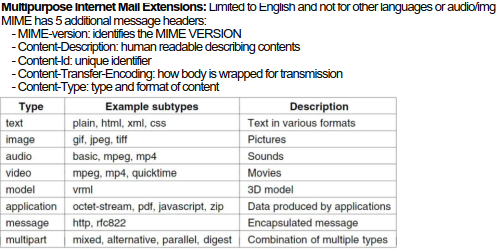 Multipurpose Internet Mail Extensions: Limited to English and not for other languages or audio/img
MIME has 5 additional message headers:
- MIME-version: identifies the MIME VERSION
- Content-Description: human readable describing contents
- Content-Id: unique identifier
- Content-Transfer-Encoding: how body is wrapped for transmission
- Content-Type: type and format of content
Type Example subtypes Description
text plain, html, xml, css Text in various formats
image gif, jpeg, tiff Pictures
audio basic, mpeg, mp4 Sounds
video mpeg, mp4, quicktime Movies
model vrml 3D model
application octet-stream, pdf, javascript, zip Data produced by applications
message http, rfc822 Encapsulated message
multipart mixed, alternative, parallel, digest Combination of multiple types